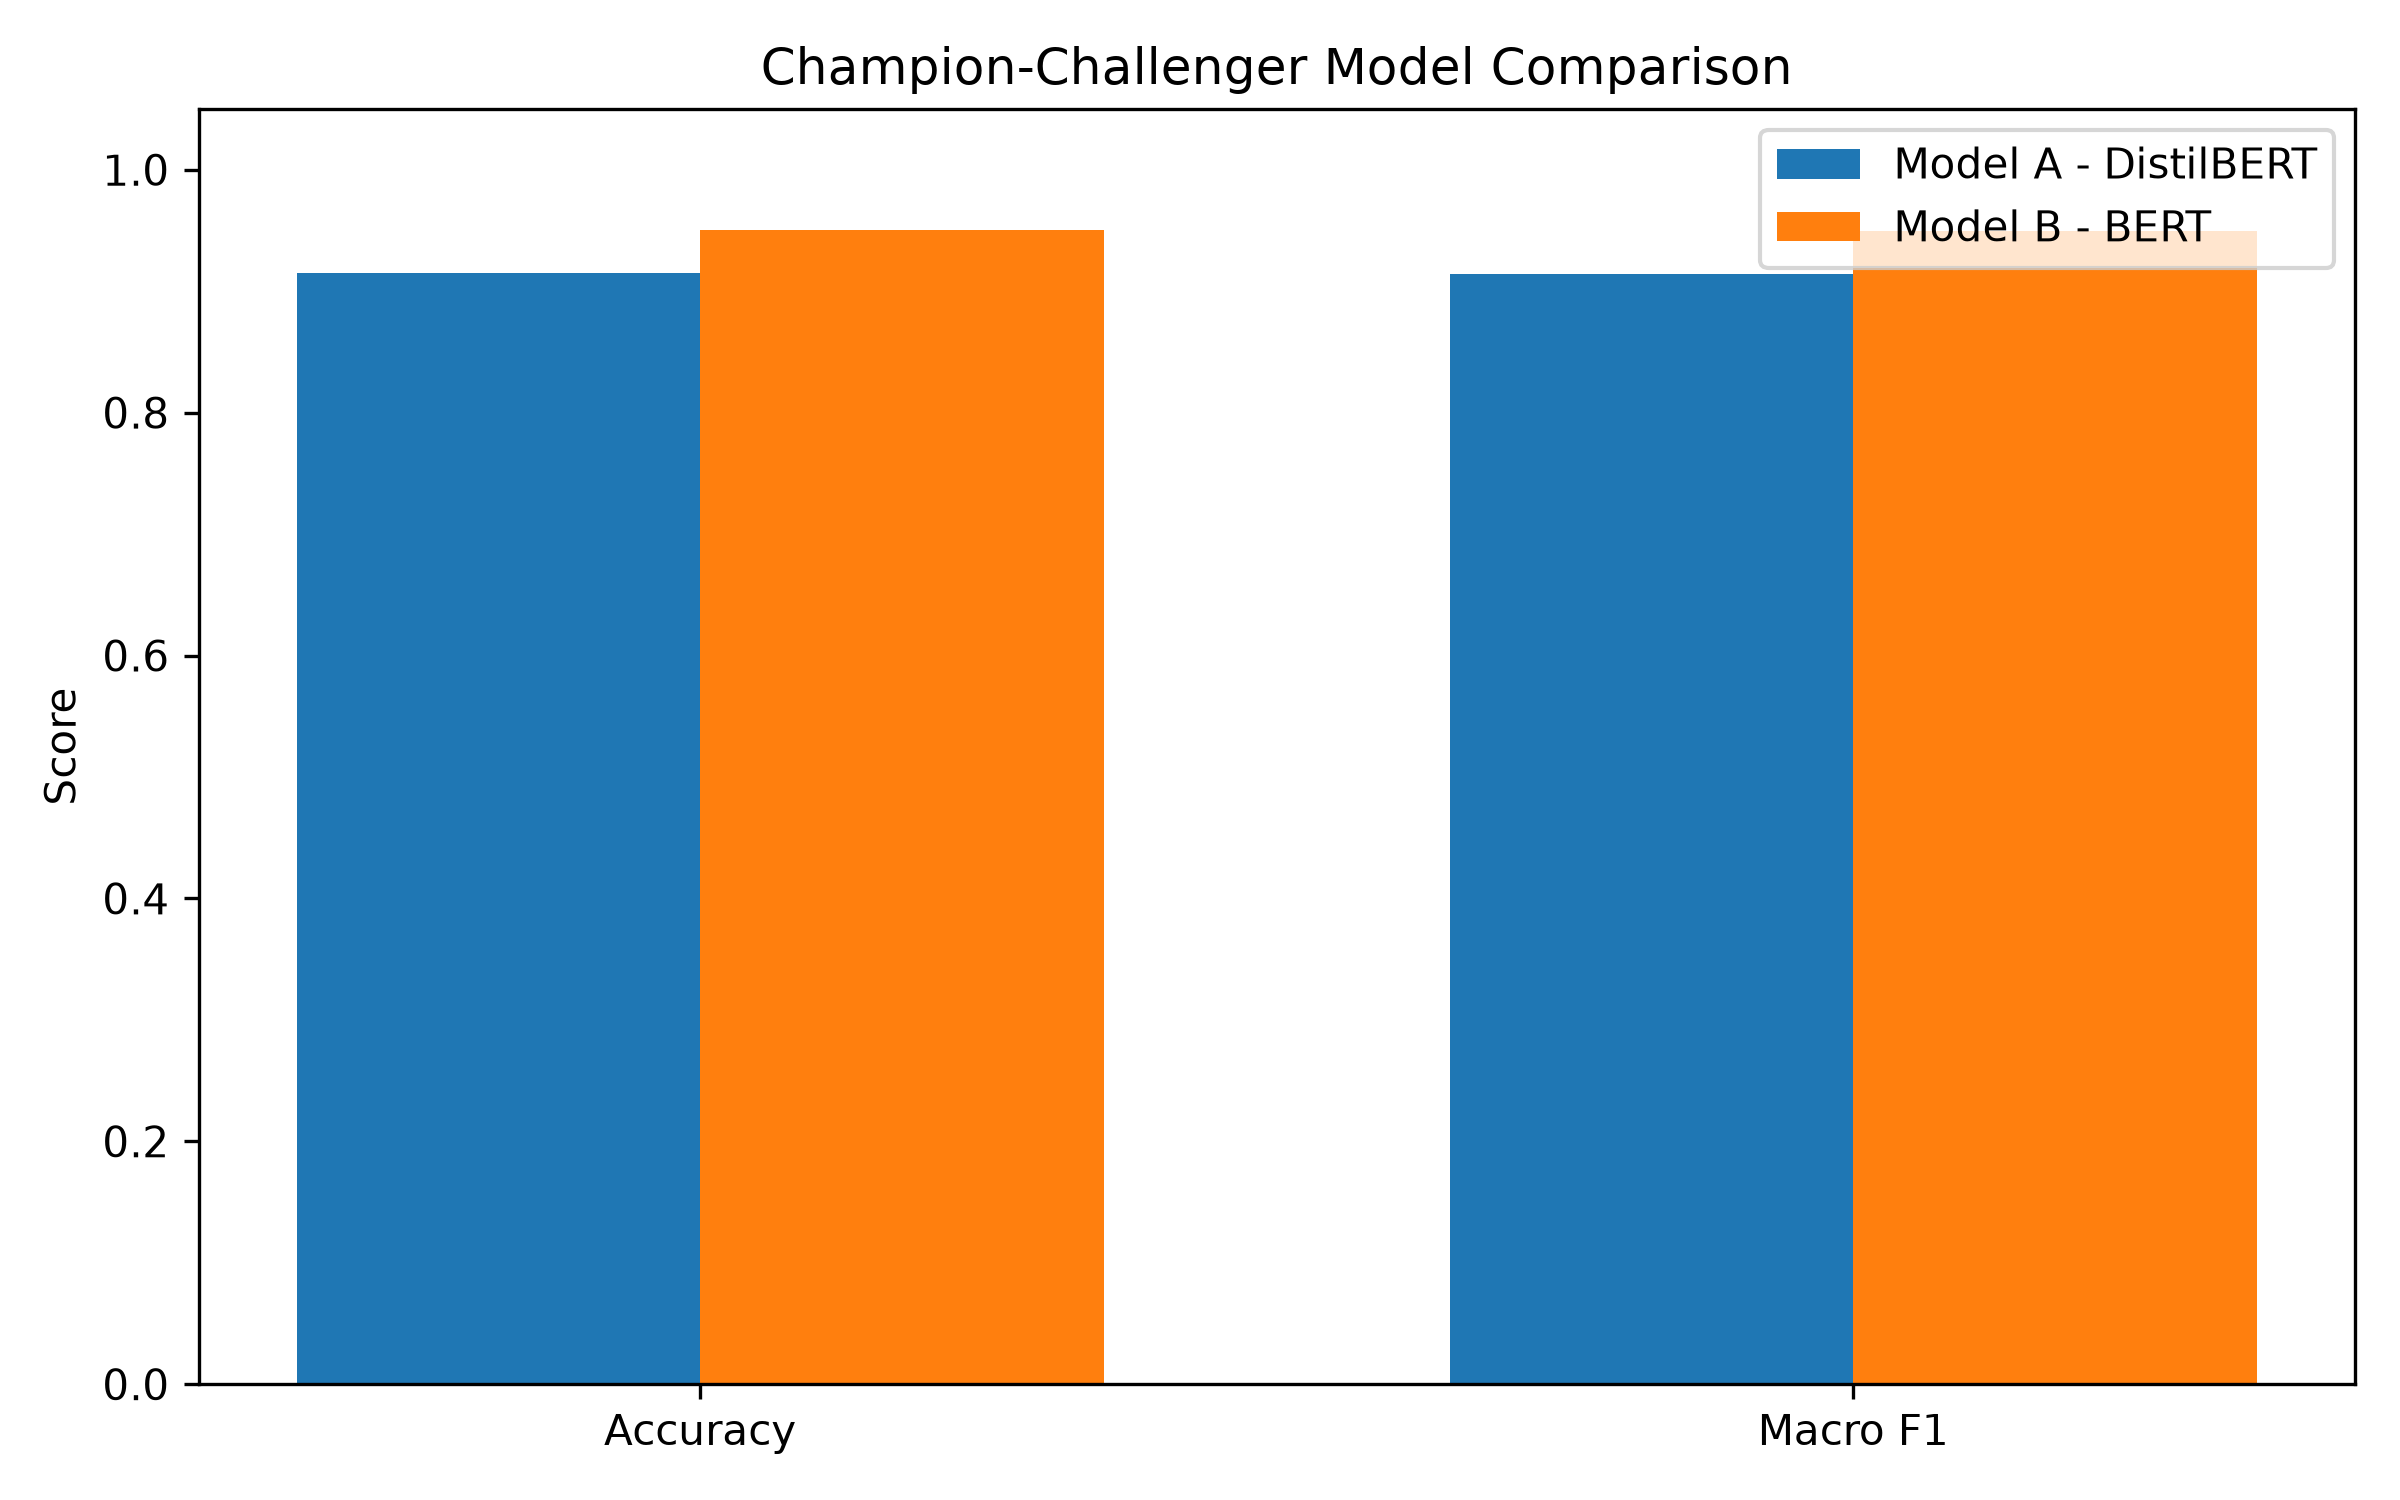 Champion-Challenger Model Comparison
Model A - DistilBERT
Model B - BERT
1.0
0.8
0.6
0.4
0.2
0.0
Score
Accuracy
Macro F1